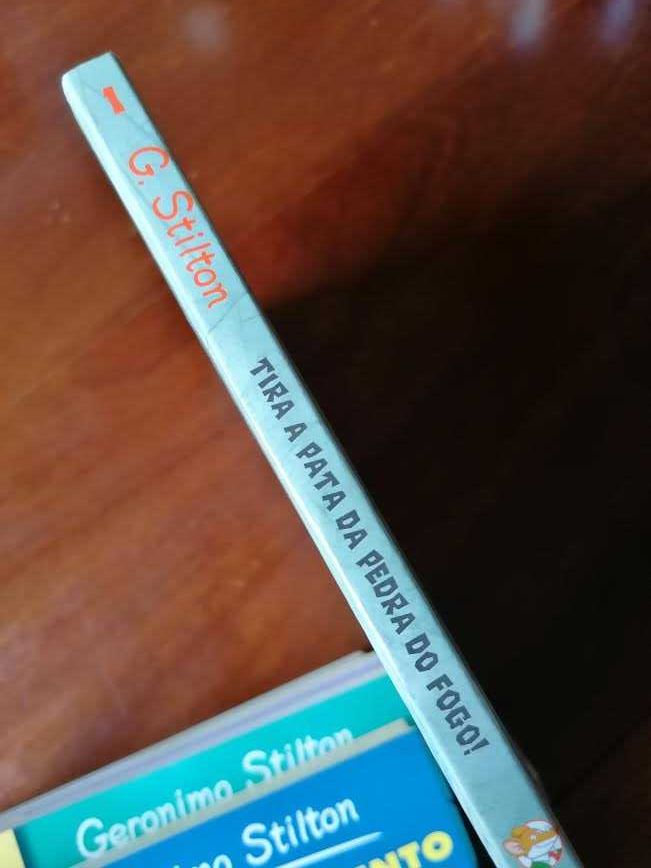 1
G. Stilton
TIRA A PATA DA PEDRA DO FOGO!
Geronimo Stilton
Stilton